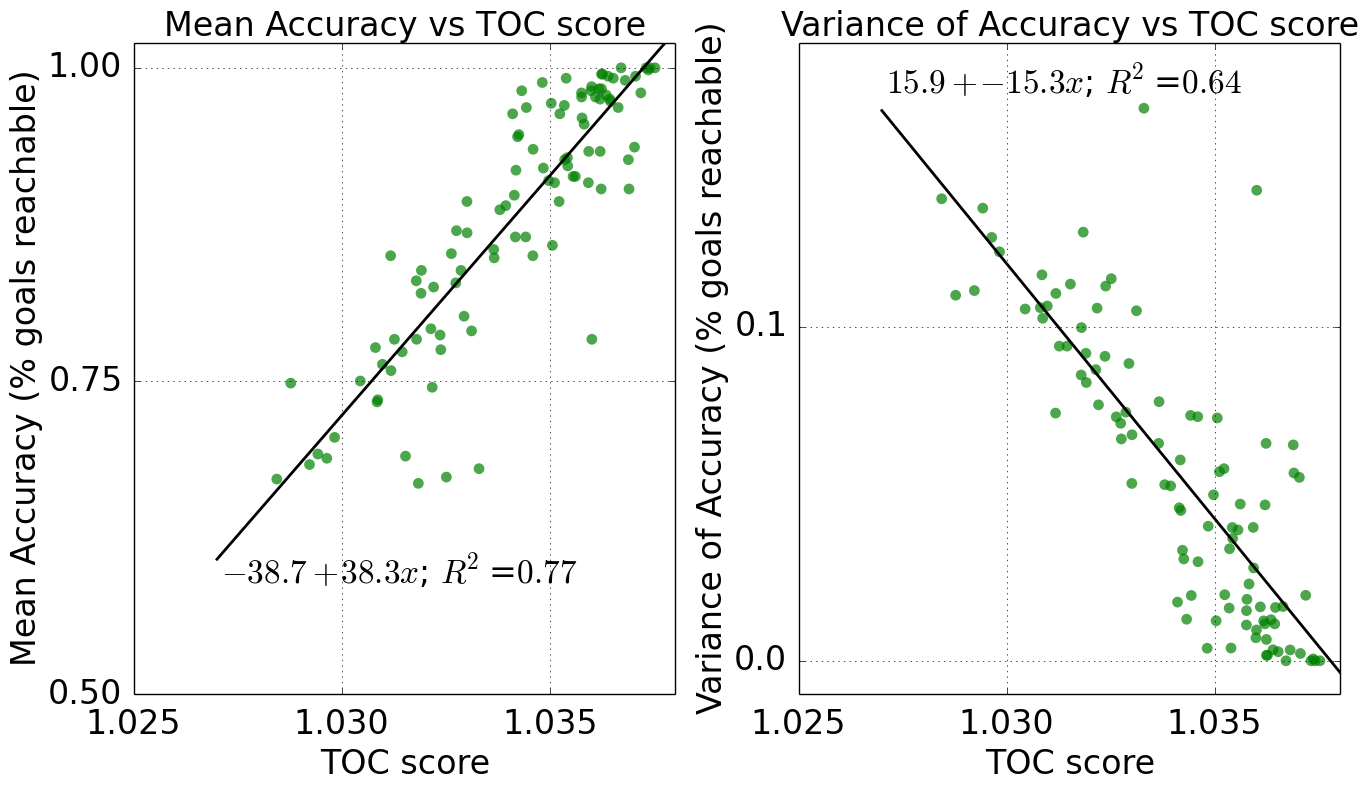 Mean Accuracy vs TOC score
Mean Accuracy (% goals reachable)
1.00
0.75
0.50
−38.7+38.3x; R² =0.77
1.025
1.030
1.035
TOC score
Variance of Accuracy vs TOC score
Variance of Accuracy (% goals reachable)
15.9+−15.3x; R² =0.64
0.1
0.0
1.025
1.030
1.035
TOC score